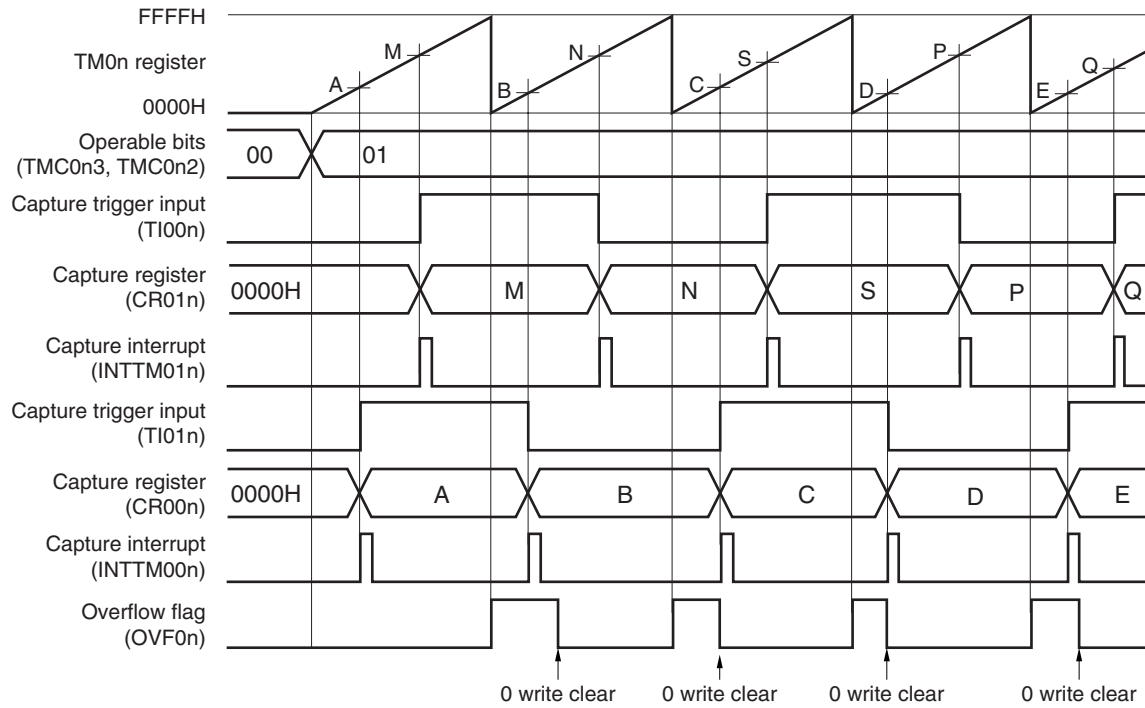 FFFFH
TM0n register
0000H
A M B N C S D P E Q
Operable bits
(TMC0n3, TMC0n2)
00 01
Capture trigger input
(TI00n)
Capture register
(CR01n)
0000H M N S P Q
Capture interrupt
(INTTM01n)
Capture trigger input
(TI01n)
Capture register
(CR00n)
0000H A B C D E
Capture interrupt
(INTTM00n)
Overflow flag
(OVF0n)
0 write clear 0 write clear 0 write clear 0 write clear